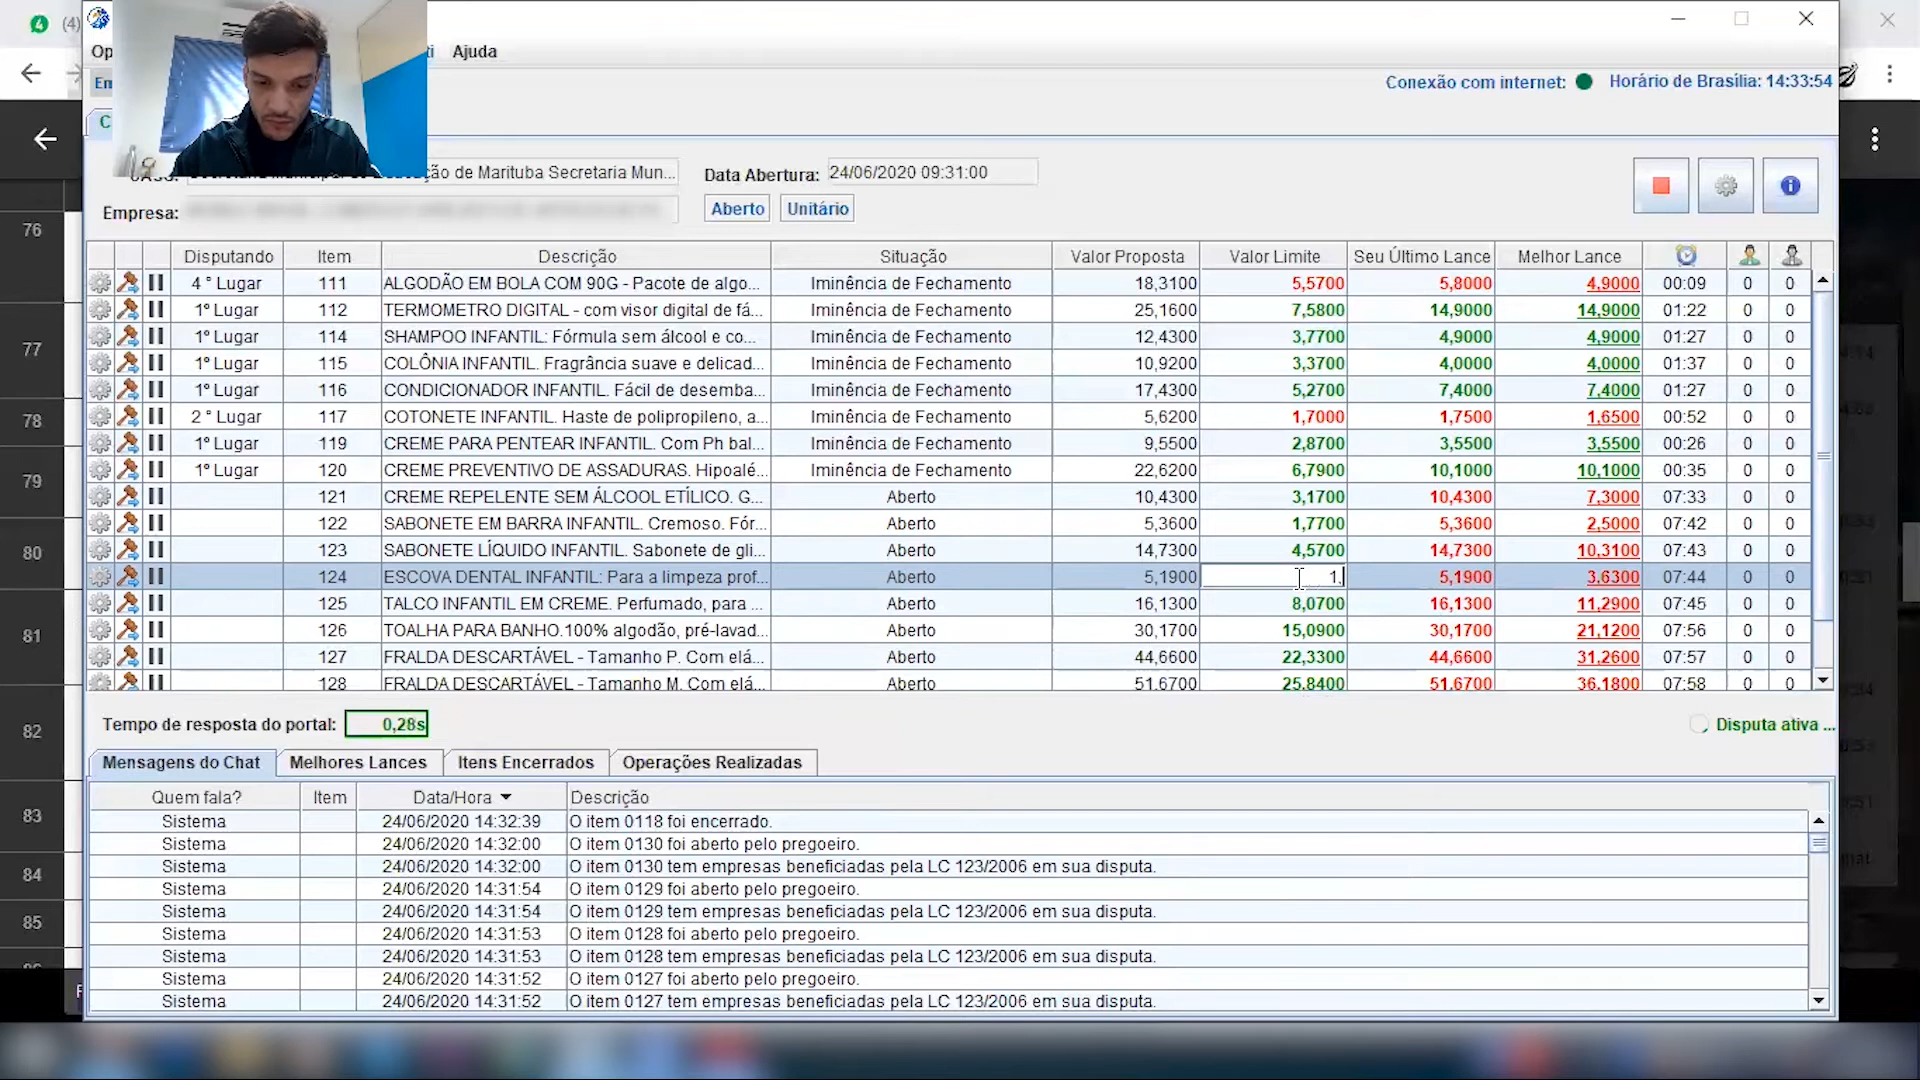 4 (4)
Op Ajuda
Conexão com internet: Horário de Brasília: 14:33:54
de Marituba Secretaria Mun... Data Abertura: 24/06/2020 09:31:00
Empresa: Aberto Unitário
Disputando Item Descrição Situação Valor Proposta Valor Limite Seu Último Lance Melhor Lance
4 ° Lugar 111 ALGODÃO EM BOLA COM 90G - Pacote de algo... Iminência de Fechamento 18,3100 5,5700 5,8000 4,9000 00:09 0 0
1º Lugar 112 TERMOMETRO DIGITAL - com visor digital de fá... Iminência de Fechamento 25,1600 7,5800 14,9000 14,9000 01:22 0 0
1º Lugar 114 SHAMPOO INFANTIL: Fórmula sem álcool e co... Iminência de Fechamento 12,4300 3,7700 4,9000 4,9000 01:27 0 0
1º Lugar 115 COLÔNIA INFANTIL. Fragrância suave e delicad... Iminência de Fechamento 10,9200 3,3700 4,0000 4,0000 01:37 0 0
1º Lugar 116 CONDICIONADOR INFANTIL. Fácil de desemba... Iminência de Fechamento 17,4300 5,2700 7,4000 7,4000 01:27 0 0
2 ° Lugar 117 COTONETE INFANTIL. Haste de polipropileno, a... Iminência de Fechamento 5,6200 1,7000 1,7500 1,6500 00:52 0 0
1º Lugar 119 CREME PARA PENTEAR INFANTIL. Com Ph bal... Iminência de Fechamento 9,5500 2,8700 3,5500 3,5500 00:26 0 0
1º Lugar 120 CREME PREVENTIVO DE ASSADURAS. Hipoalé... Iminência de Fechamento 22,6200 6,7900 10,1000 10,1000 00:35 0 0
121 CREME REPELENTE SEM ÁLCOOL ETÍLICO. G... Aberto 10,4300 3,1700 10,4300 7,3000 07:33 0 0
122 SABONETE EM BARRA INFANTIL. Cremoso. Fór... Aberto 5,3600 1,7700 5,3600 2,5000 07:42 0 0
123 SABONETE LÍQUIDO INFANTIL. Sabonete de gli... Aberto 14,7300 4,5700 14,7300 10,3100 07:43 0 0
124 ESCOVA DENTAL INFANTIL: Para a limpeza prof... Aberto 5,1900 1, 5,1900 3,6300 07:44 0 0
125 TALCO INFANTIL EM CREME. Perfumado, para ... Aberto 16,1300 8,0700 16,1300 11,2900 07:45 0 0
126 TOALHA PARA BANHO.100% algodão, pré-lavad... Aberto 30,1700 15,0900 30,1700 21,1200 07:56 0 0
127 FRALDA DESCARTÁVEL - Tamanho P. Com elá... Aberto 44,6600 22,3300 44,6600 31,2600 07:57 0 0
128 FRALDA DESCARTÁVEL - Tamanho M. Com elá... Aberto 51,6700 25,8400 51,6700 36,1800 07:58 0 0
Tempo de resposta do portal: 0,28s Disputa ativa ...
Mensagens do Chat Melhores Lances Itens Encerrados Operações Realizadas
Quem fala? Item Data/Hora Descrição
Sistema 24/06/2020 14:32:39 O item 0118 foi encerrado.
Sistema 24/06/2020 14:32:00 O item 0130 foi aberto pelo pregoeiro.
Sistema 24/06/2020 14:32:00 O item 0130 tem empresas beneficiadas pela LC 123/2006 em sua disputa.
Sistema 24/06/2020 14:31:54 O item 0129 foi aberto pelo pregoeiro.
Sistema 24/06/2020 14:31:54 O item 0129 tem empresas beneficiadas pela LC 123/2006 em sua disputa.
Sistema 24/06/2020 14:31:53 O item 0128 foi aberto pelo pregoeiro.
Sistema 24/06/2020 14:31:53 O item 0128 tem empresas beneficiadas pela LC 123/2006 em sua disputa.
Sistema 24/06/2020 14:31:52 O item 0127 foi aberto pelo pregoeiro.
Sistema 24/06/2020 14:31:52 O item 0127 tem empresas beneficiadas pela LC 123/2006 em sua disputa.
76
77
78
79
80
81
82
83
84
85